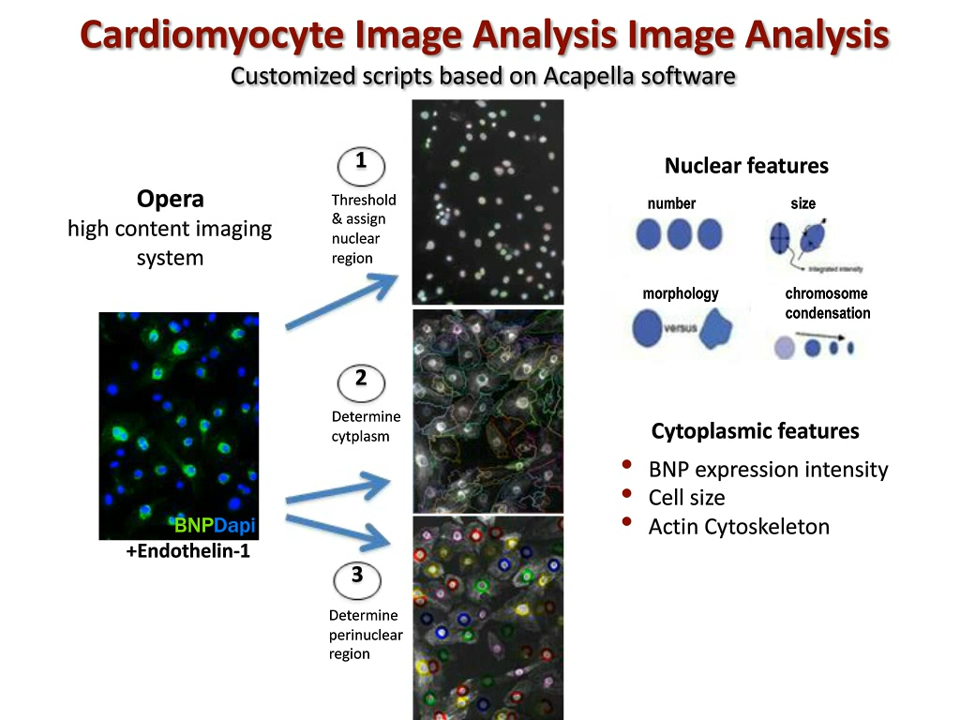 Cardiomyocyte Image Analysis Image Analysis
Customized scripts based on Acapella software
Opera
high content imaging
system
BNPDapi
+Endothelin-1
1
Threshold
& assign
nuclear
region
2
Determine
cytplasm
3
Determine
perinuclear
region
Nuclear features
number
size
Integrated intensity
morphology
versus
chromosome
condensation
Cytoplasmic features
• BNP expression intensity
• Cell size
• Actin Cytoskeleton